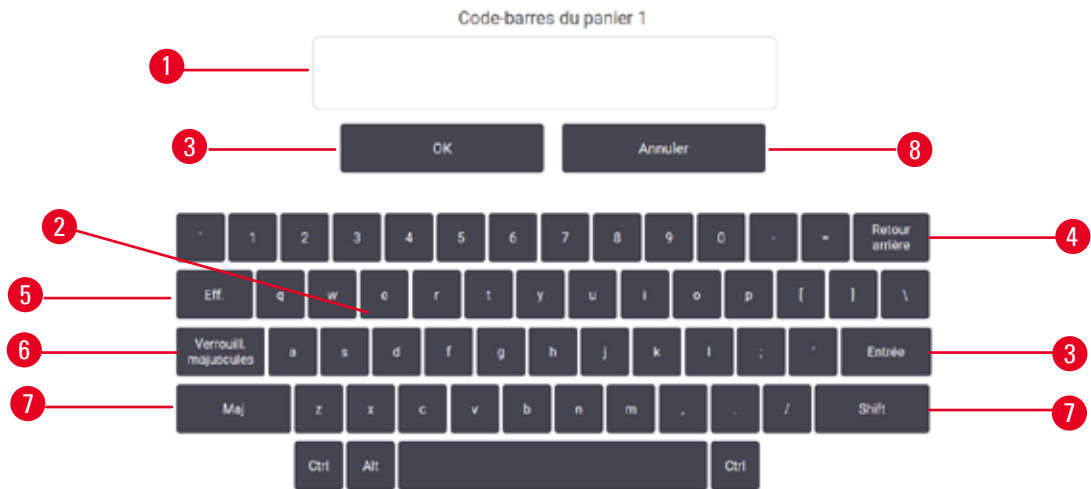 Code-barres du panier 1
1
3 OK Annuler 8
2
` 1 2 3 4 5 6 7 8 9 0 - = Retour arrière 4
5 Eff. q w e r t y u i o p [ ] \
6 Verrouill. majuscules a s d f g h j k l ; ' Entrée 3
7 Maj z x c v b n m , . / Shift 7
Ctrl Alt Ctrl